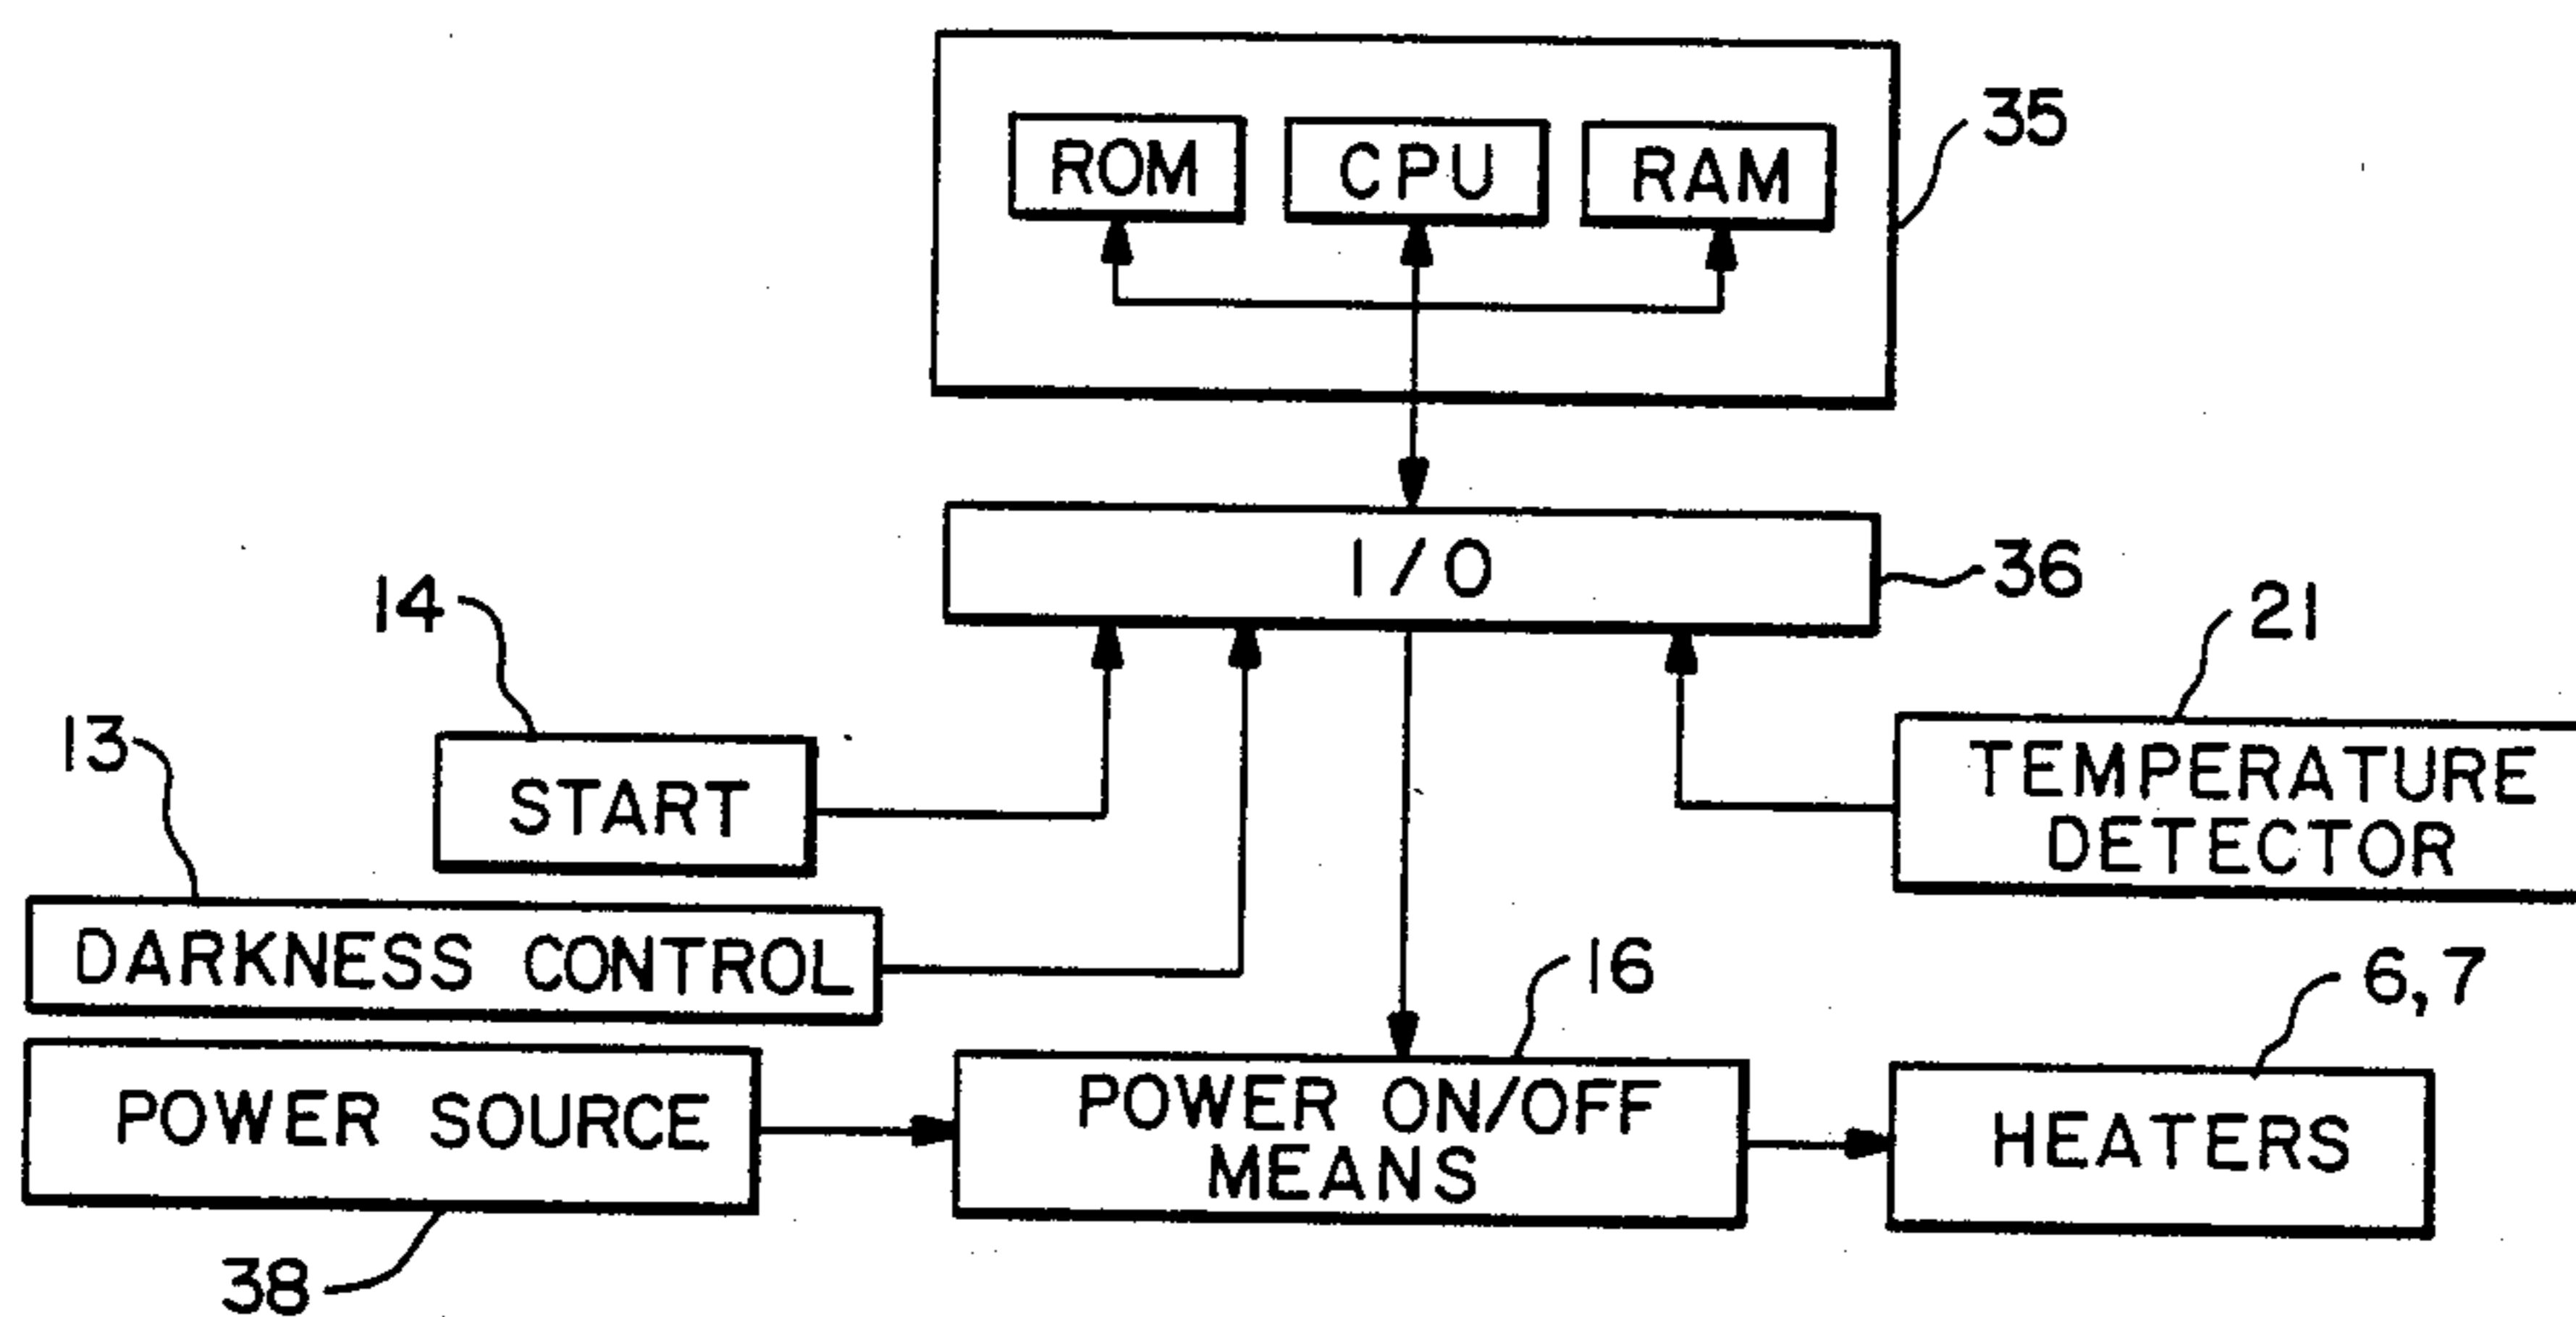 ROM CPU RAM
35
I/O
36
14
21
START
13
TEMPERATURE
DETECTOR
DARKNESS CONTROL
16
6,7
POWER SOURCE
POWER ON/OFF
MEANS
HEATERS
38